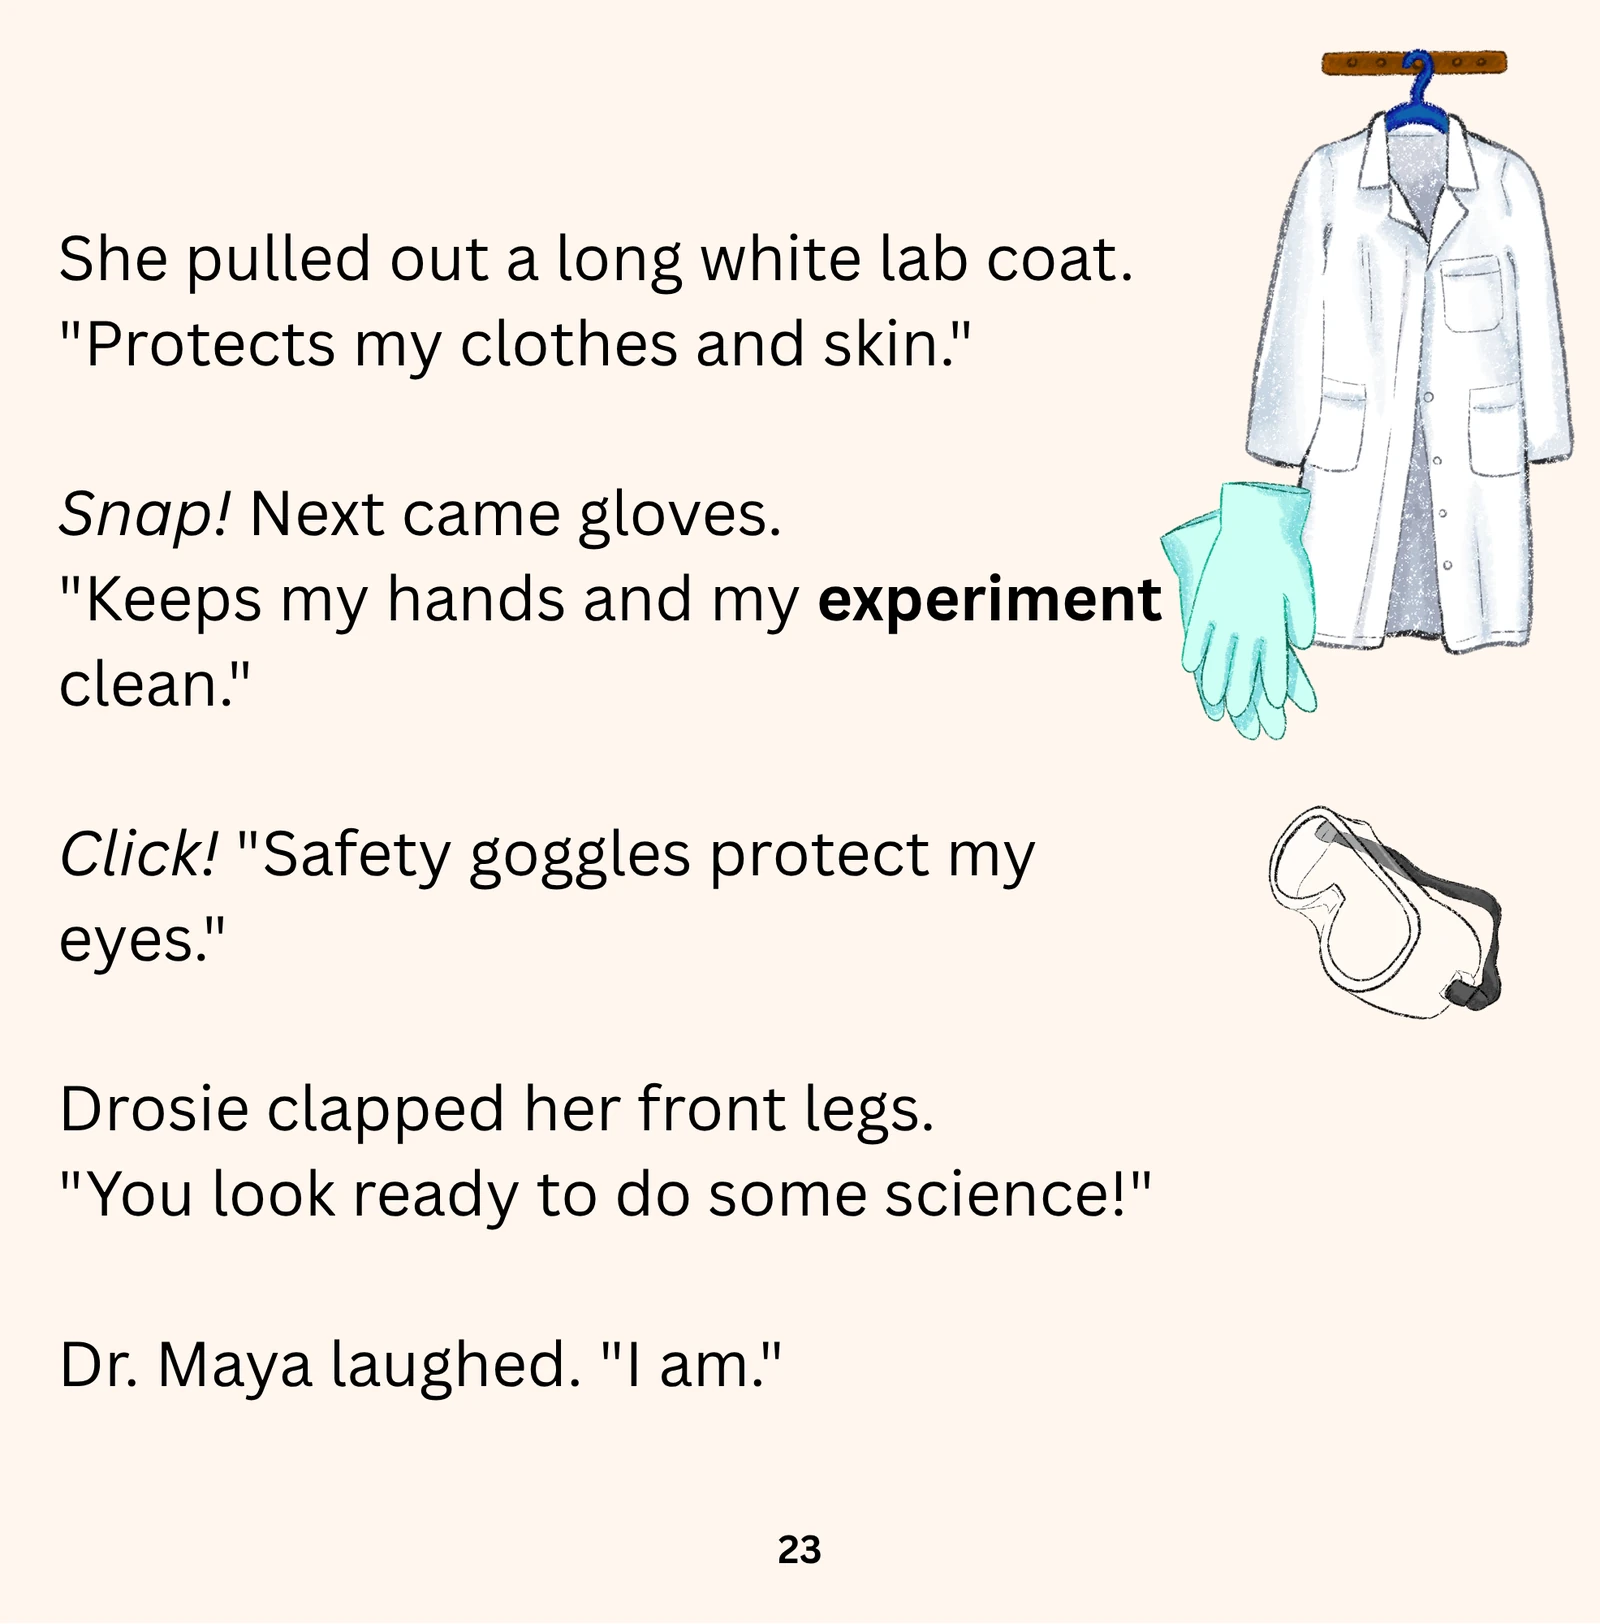 She pulled out a long white lab coat.
"Protects my clothes and skin."
Snap! Next came gloves.
"Keeps my hands and my experiment
clean."
Click! "Safety goggles protect my
eyes."
Drosie clapped her front legs.
"You look ready to do some science!"
Dr. Maya laughed. "I am."
23